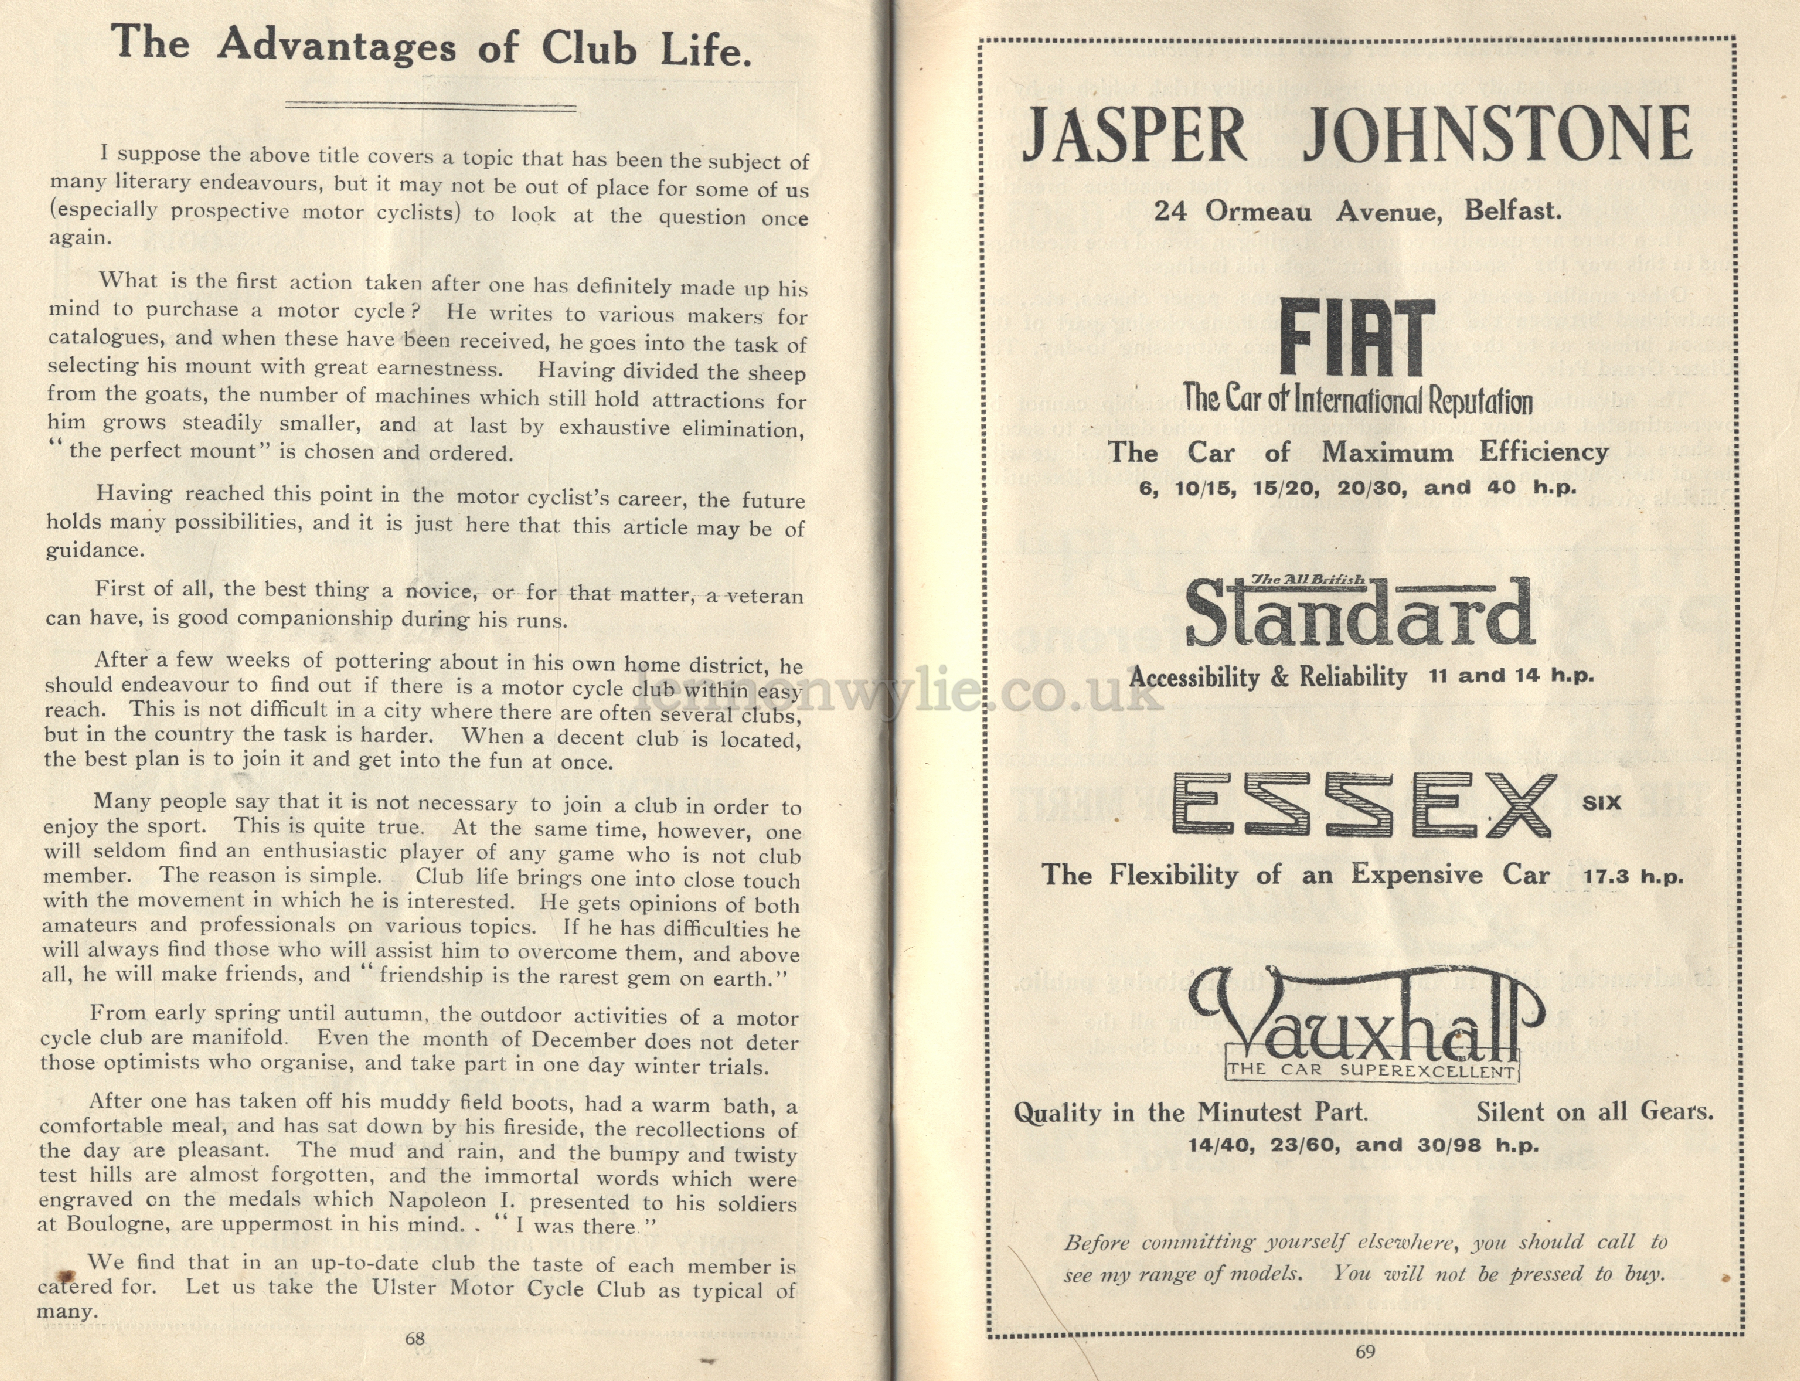 The Advantages of Club Life.
I suppose the above title covers a topic that has been the subject of
many literary endeavours, but it may not be out of place for some of us
(especially prospective motor cyclists) to look at the question once
again.
What is the first action taken after one has definitely made up his
mind to purchase a motor cycle? He writes to various makers for
catalogues, and when these have been received, he goes into the task of
selecting his mount with great earnestness. Having divided the sheep
from the goats, the number of machines which still hold attractions for
him grows steadily smaller, and at last by exhaustive elimination,
"the perfect mount" is chosen and ordered.
Having reached this point in the motor cyclist's career, the future
holds many possibilities, and it is just here that this article may be of
guidance.
First of all, the best thing a novice, or for that matter, a veteran
can have, is good companionship during his runs.
After a few weeks of pottering about in his own home district, he
should endeavour to find out if there is a motor cycle club within easy
reach. This is not difficult in a city where there are often several clubs,
but in the country the task is harder. When a decent club is located,
the best plan is to join it and get into the fun at once.
Many people say that it is not necessary to join a club in order to
enjoy the sport. This is quite true. At the same time, however, one
will seldom find an enthusiastic player of any game who is not club
member. The reason is simple. Club life brings one into close touch
with the movement in which he is interested. He gets opinions of both
amateurs and professionals on various topics. If he has difficulties he
will always find those who will assist him to overcome them, and above
all, he will make friends, and "friendship is the rarest gem on earth."
From early spring until autumn, the outdoor activities of a motor
cycle club are manifold. Even the month of December does not deter
those optimists who organise, and take part in one day winter trials.
After one has taken off his muddy field boots, had a warm bath, a
comfortable meal, and has sat down by his fireside, the recollections of
the day are pleasant. The mud and rain, and the bumpy and twisty
test hills are almost forgotten, and the immortal words which were
engraved on the medals which Napoleon I. presented to his soldiers
at Boulogne, are uppermost in his mind. . "I was there."
We find that in an up-to-date club the taste of each member is
catered for. Let us take the Ulster Motor Cycle Club as typical of
many.
68
JASPER JOHNSTONE
24 Ormeau Avenue, Belfast.
FIAT
The Car of International Reputation
The Car of Maximum Efficiency
6, 10/15, 15/20, 20/30, and 40 h.p.
The All British
Standard
Accessibility & Reliability 11 and 14 h.p.
ESSEX SIX
The Flexibility of an Expensive Car 17.3 h.p.
Vauxhall
THE CAR SUPEREXCELLENT
Quality in the Minutest Part. Silent on all Gears.
14/40, 23/60, and 30/98 h.p.
Before committing yourself elsewhere, you should call to
see my range of models. You will not be pressed to buy.
69
lennonwylie.co.uk